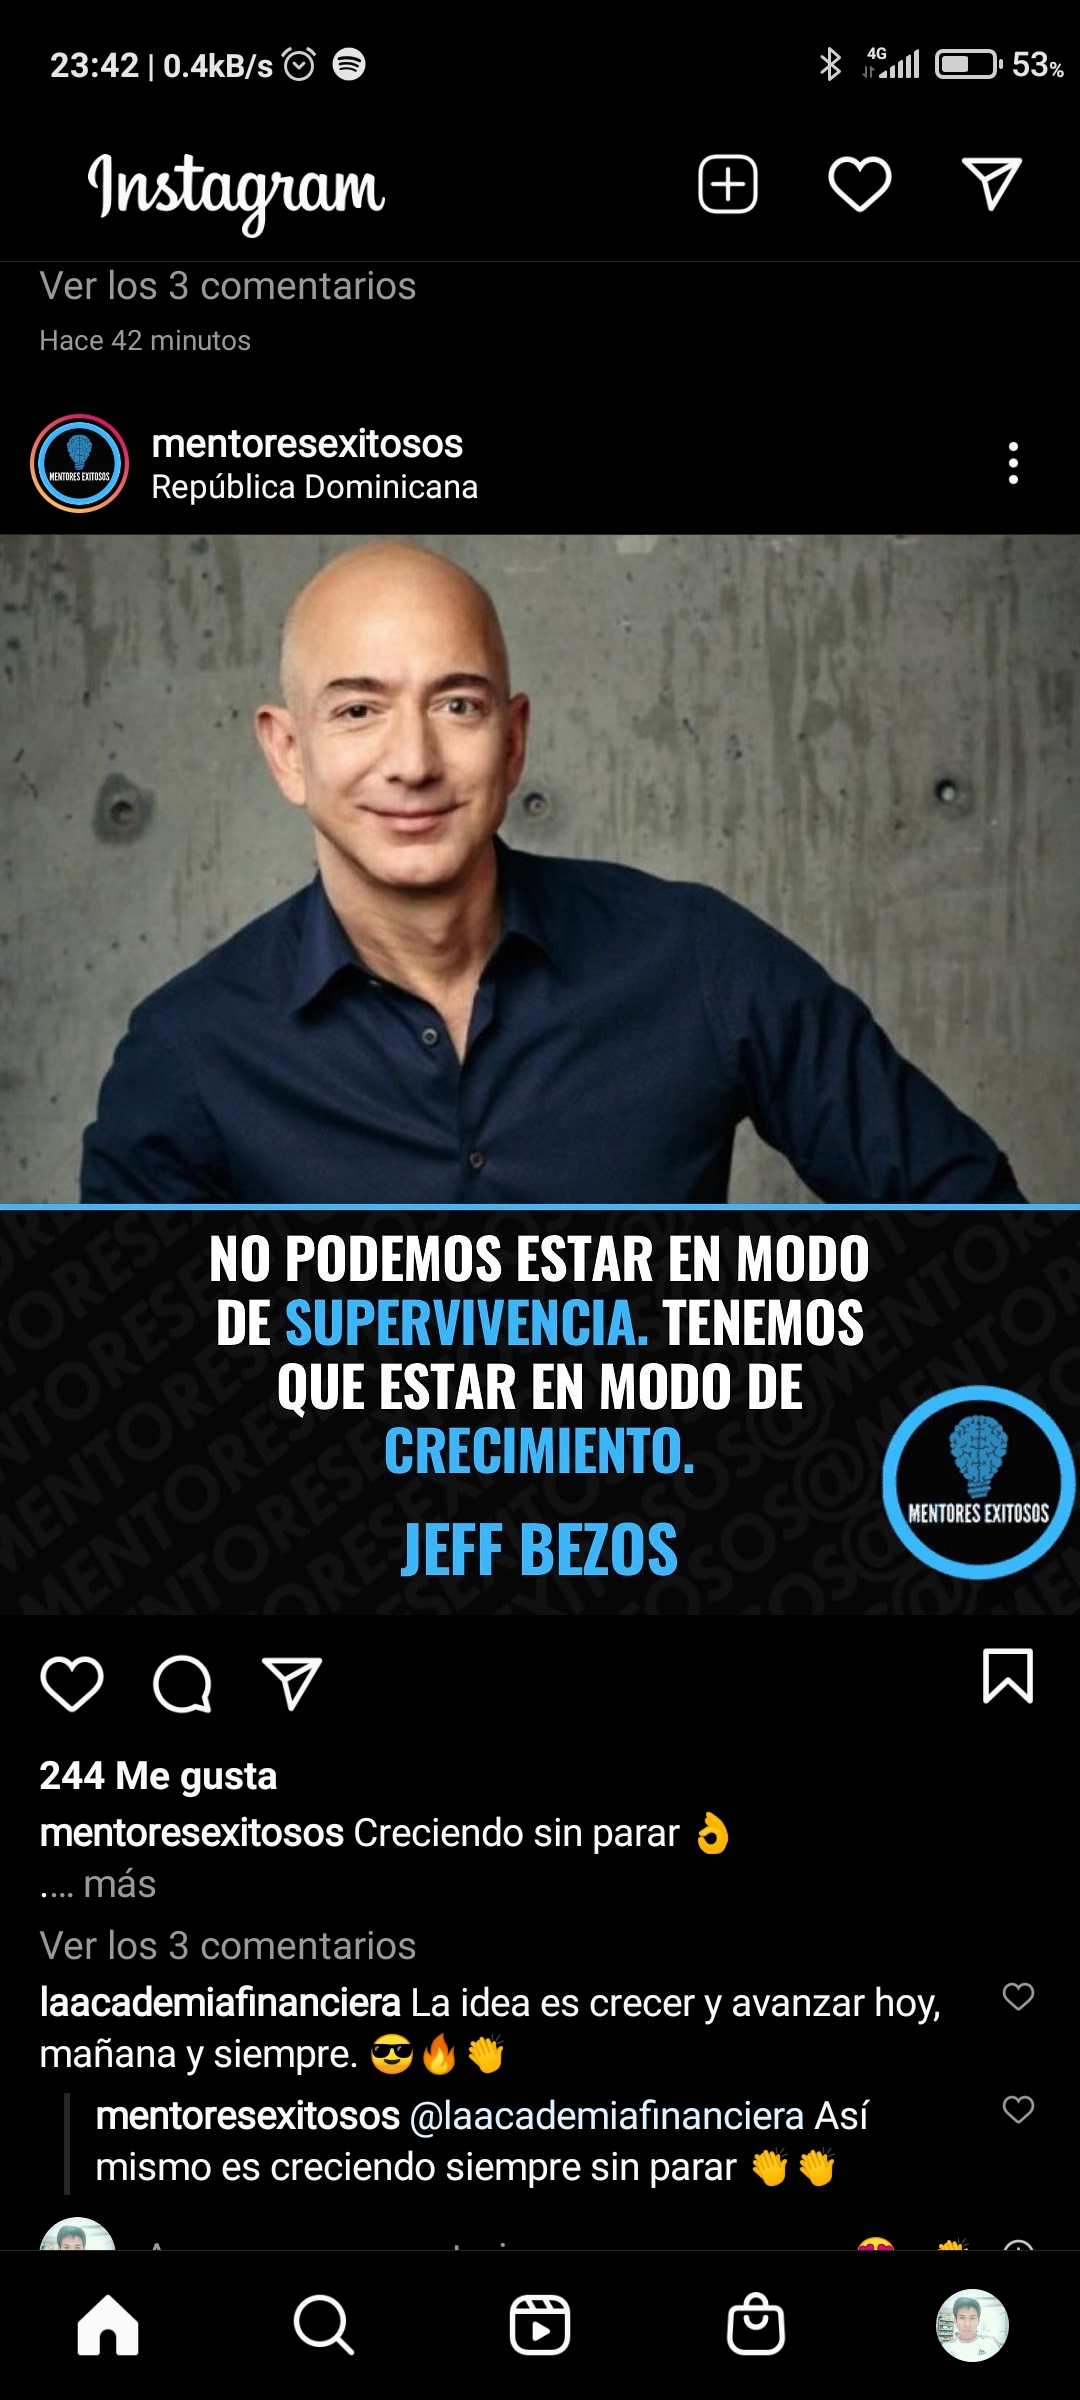 23:42 | 0.4kB/s
4G
53%
Instagram
Ver los 3 comentarios
Hace 42 minutos
MENTORES EXITOSOS
mentoresexitosos
República Dominicana
NO PODEMOS ESTAR EN MODO
DE SUPERVIVENCIA. TENEMOS
QUE ESTAR EN MODO DE
CRECIMIENTO.
JEFF BEZOS
MENTORES EXITOSOS
244 Me gusta
mentoresexitosos Creciendo sin parar 👌
.... más
Ver los 3 comentarios
laacademiafinanciera La idea es crecer y avanzar hoy,
mañana y siempre. 😎🔥👏
mentoresexitosos @laacademiafinanciera Así
mismo es creciendo siempre sin parar 👏👏